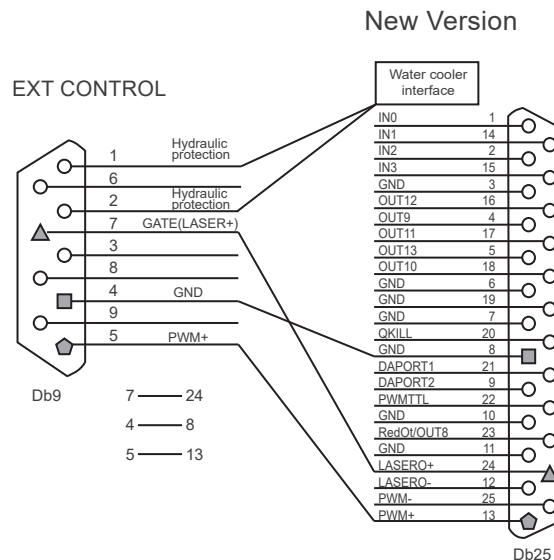 New Version
EXT CONTROL
Water cooler
interface
1 Hydraulic
protection
6
2 Hydraulic
protection
7 GATE(LASER+)
3
8
4 GND
9
5 PWM+
Db9
7 24
4 8
5 13
IN0 1
IN1 14
IN2 2
IN3 15
GND 3
OUT12 16
OUT9 4
OUT11 17
OUT13 5
OUT10 18
GND 6
GND 19
GND 7
QKILL 20
GND 8
DAPORT1 21
DAPORT2 9
PWMTTL 22
GND 10
RedOt/OUT8 23
GND 11
LASERO+ 24
LASERO- 12
PWM- 25
PWM+ 13
Db25